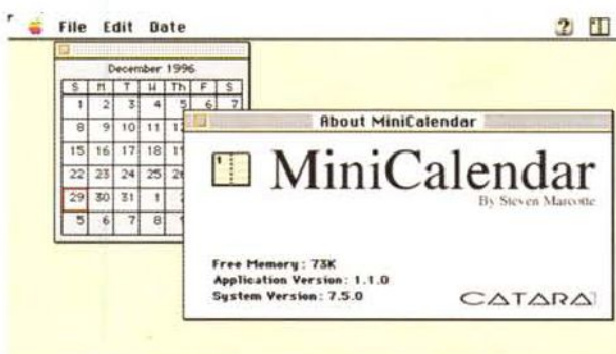 File Edit Date
December 1996
S M T W Th F S
1 2 3 4 5 6 7
8 9 10 11
15 16 17 18
22 23 24 25
29 30 31 1
5 6 7 8
About MiniCalendar
1
MiniCalendar
By Steven Marcotte
Free Memory: 73K
Application Version: 1.1.0
System Version: 7.5.0
CATARA